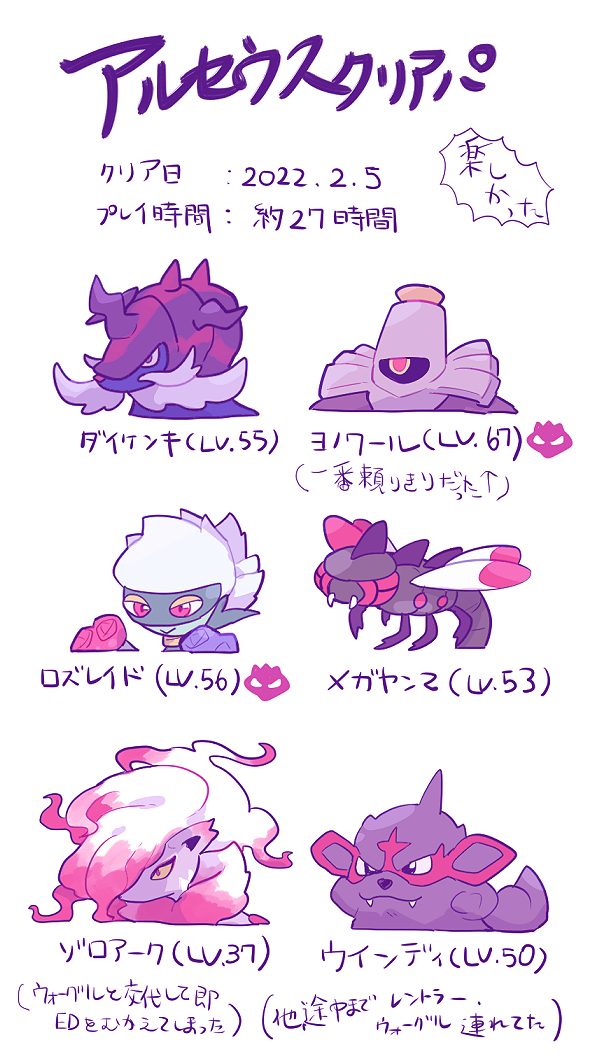 アルセウスクリアパ
クリア日 : 2022.2.5
プレイ時間 : 約27時間
楽し
かった
ダイケンキ(LV.55)
ヨノワール(LV.67)
(一番頼りきりだった↑)
ロズレイド(LV.56)
メガヤンマ(LV.53)
ゾロアーク(LV.37)
ウインディ(LV.50)
(ウォーグルと交代して即
EDをむかえてしまった)
(他途中まで レントラー、
ウォーグル 連れてた)